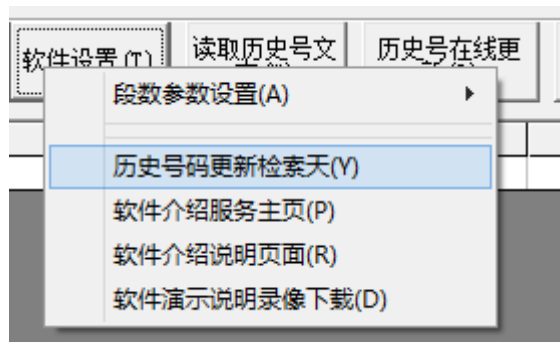 软件设置(T)
读取历史号文
历史号在线更
段数参数设置(A)
历史号码更新检索天(Y)
软件介绍服务主页(P)
软件介绍说明页面(R)
软件演示说明录像下载(D)